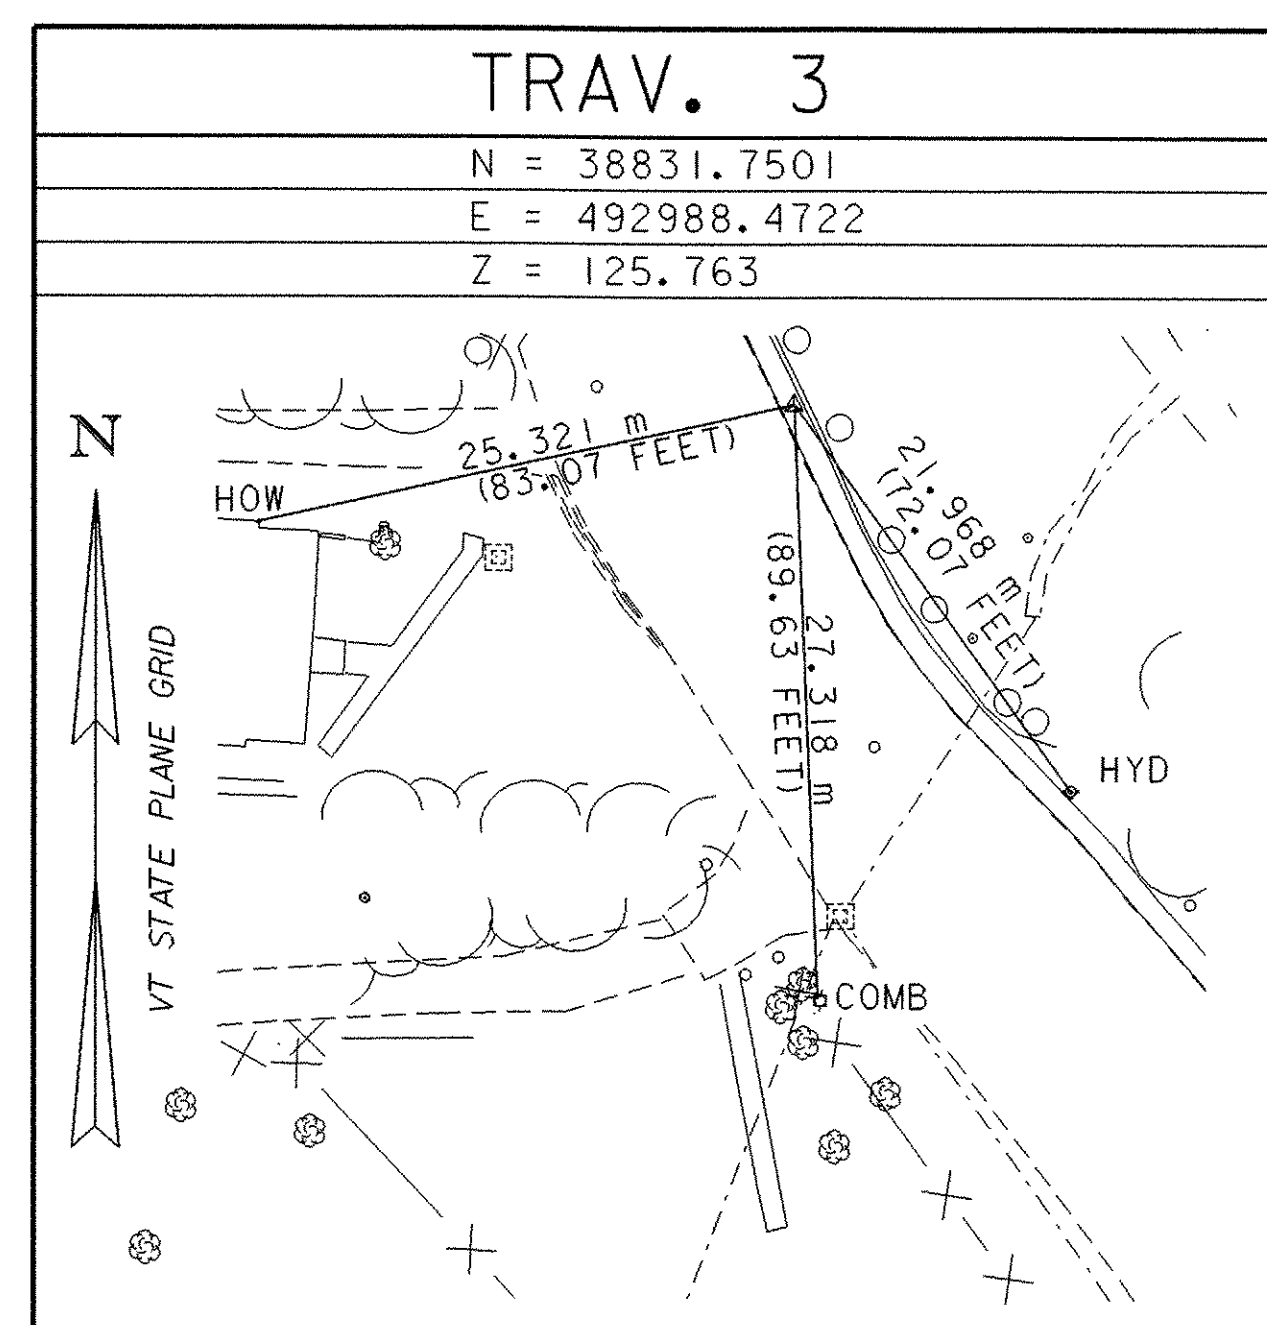 TRAV. 3
N = 38831.7501
E = 492988.4722
Z = 125.763
N
VT STATE PLANE GRID
HOW
25.321 m
(83.07 FEET)
21.968 m
(72.07 FEET)
27.318 m
(89.63 FEET)
HYD
COMB